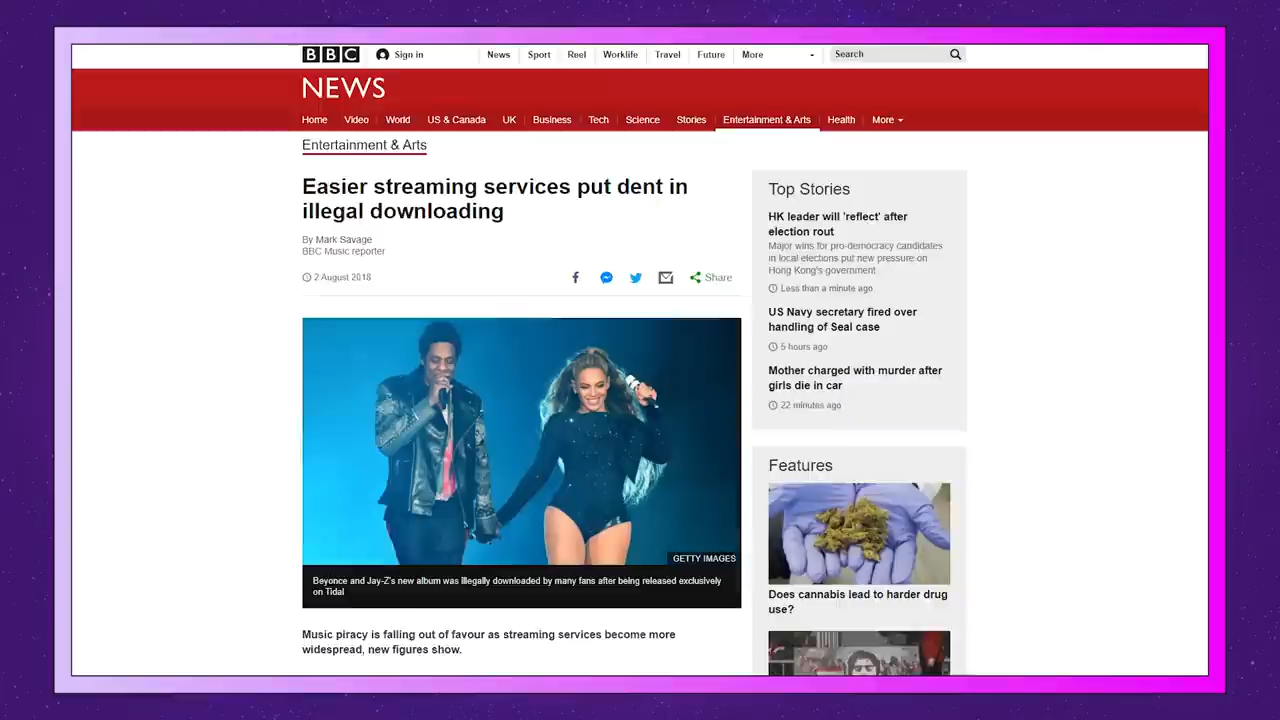 BBC
Sign in
News
Sport
Reel
Worklife
Travel
Future
More
Search
NEWS
Home
Video
World
US & Canada
UK
Business
Tech
Science
Stories
Entertainment & Arts
Health
More
Entertainment & Arts
Easier streaming services put dent in
illegal downloading
By Mark Savage
BBC Music reporter
2 August 2018
Share
GETTY IMAGES
Beyonce and Jay-Z's new album was illegally downloaded by many fans after being released exclusively
on Tidal
Music piracy is falling out of favour as streaming services become more
widespread, new figures show.
Top Stories
HK leader will 'reflect' after
election rout
Major wins for pro-democracy candidates
in local elections put new pressure on
Hong Kong's government
Less than a minute ago
US Navy secretary fired over
handling of Seal case
5 hours ago
Mother charged with murder after
girls die in car
22 minutes ago
Features
Does cannabis lead to harder drug
use?